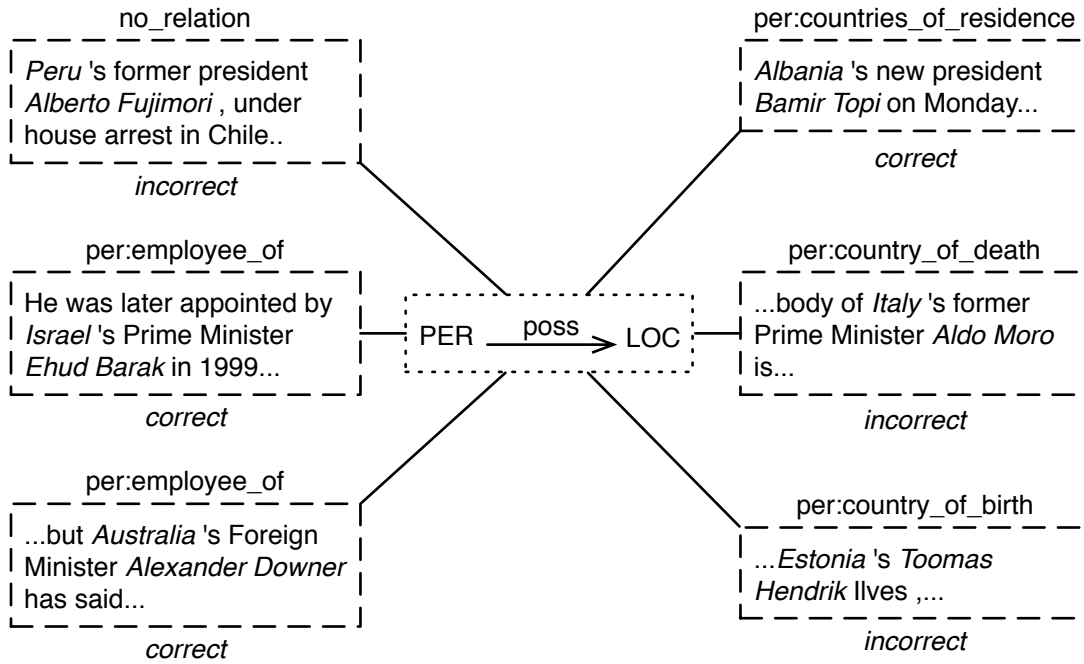 no_relation
Peru 's former president
Alberto Fujimori , under
house arrest in Chile..
incorrect
per:employee_of
He was later appointed by
Israel 's Prime Minister
Ehud Barak in 1999...
correct
per:employee_of
...but Australia 's Foreign
Minister Alexander Downer
has said...
correct
PER poss LOC
per:countries_of_residence
Albania 's new president
Bamir Topi on Monday...
correct
per:country_of_death
...body of Italy 's former
Prime Minister Aldo Moro
is...
incorrect
per:country_of_birth
...Estonia 's Toomas
Hendrik Ilves ,...
incorrect